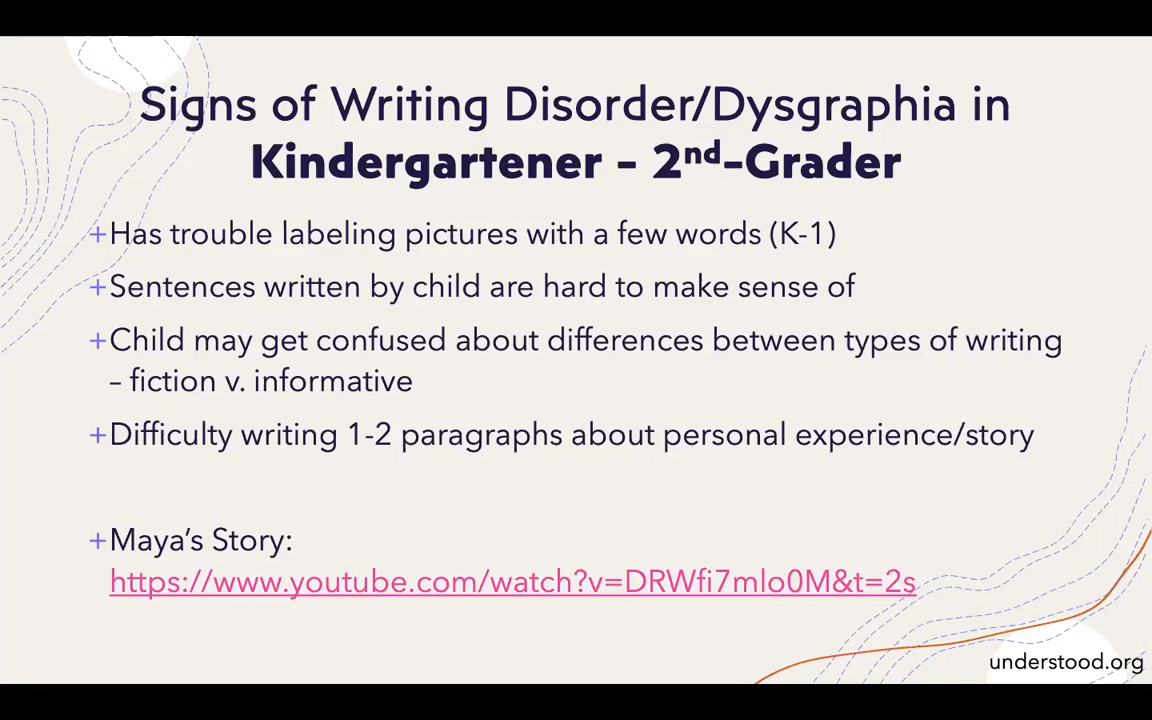 Signs of Writing Disorder/Dysgraphia in
Kindergartener – 2nd-Grader
+Has trouble labeling pictures with a few words (K-1)
+Sentences written by child are hard to make sense of
+Child may get confused about differences between types of writing
– fiction v. informative
+Difficulty writing 1-2 paragraphs about personal experience/story
+Maya's Story:
https://www.youtube.com/watch?v=DRWfi7mlo0M&t=2s
understood.org